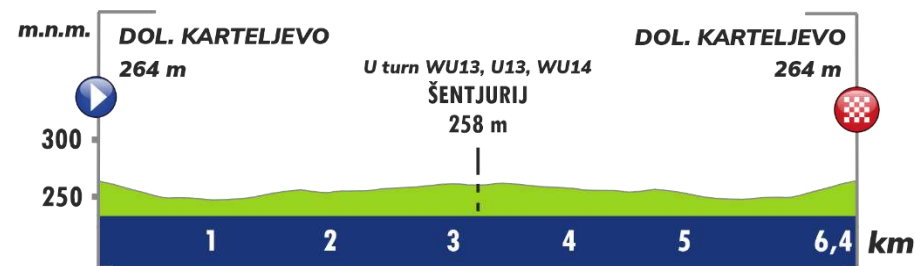 m.n.m.
DOL. KARTELJEVO
264 m
U turn WU13, U13, WU14
ŠENTJURIJ
258 m
DOL. KARTELJEVO
264 m
300
250
1 2 3 4 5 6,4 km